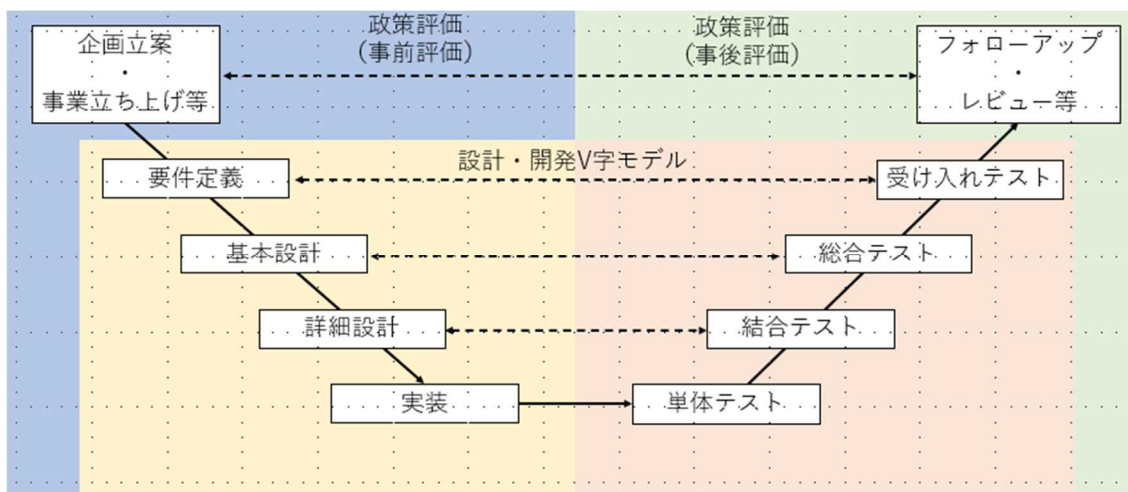 企画立案
・
事業立ち上げ等
政策評価
(事前評価)
政策評価
(事後評価)
フォローアップ
・
レビュー等
設計・開発V字モデル
要件定義
受け入れテスト
基本設計
総合テスト
詳細設計
結合テスト
実装
単体テスト